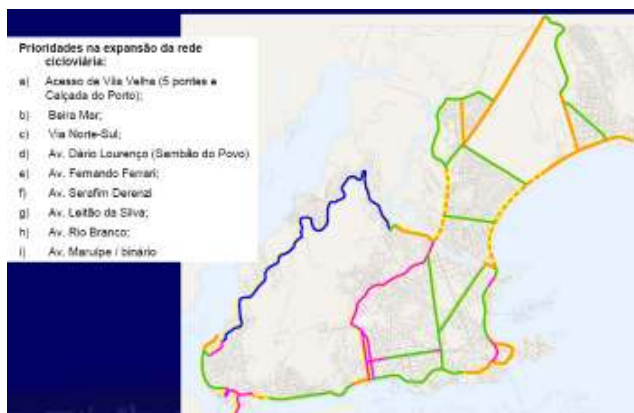 Prioridades na expansão da rede
cicloviária:
a) Acesso de Vila Velha (5 pontes e
Calçada do Porto);
b) Beira Mar;
c) Via Norte-Sul;
d) Av. Dário Lourenço (Sambão do Povo)
e) Av. Fernando Ferrari;
f) Av. Serafim Derenzi
g) Av. Leitão da Silva;
h) Av. Rio Branco;
i) Av. Maruípe / binário